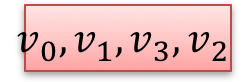 v₀, v₁, v₃, v₂